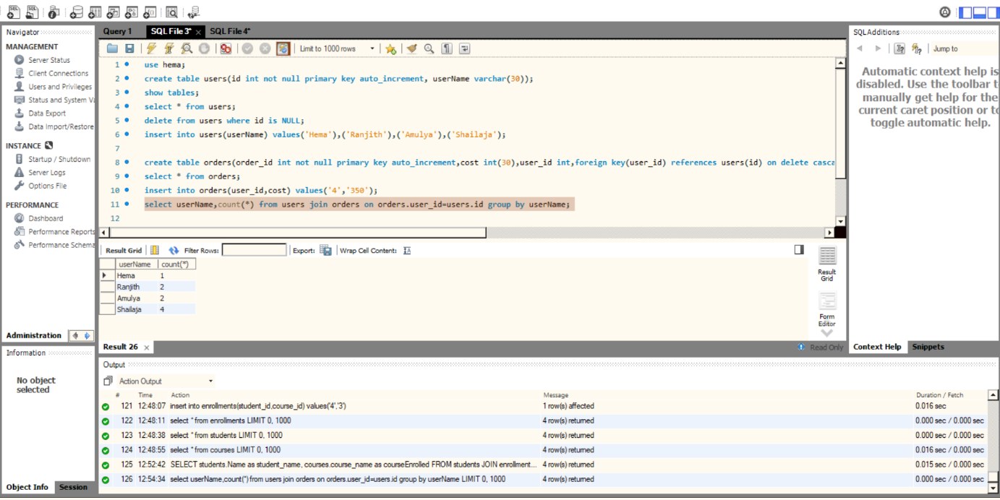 Navigator
MANAGEMENT
Server Status
Client Connections
Users and Privileges
Status and System Va
Data Export
Data Import/Restore
INSTANCE
Startup / Shutdown
Server Logs
Options File
PERFORMANCE
Dashboard
Performance Reports
Performance Schema
Administration
Information
No object
selected
Object Info Session
Query 1 SQL File 3* × SQL File 4*
Limit to 1000 rows
1 use hema;
2 create table users(id int not null primary key auto_increment, userName varchar(30));
3 show tables;
4 select * from users;
5 delete from users where id is NULL;
6 insert into users(userName) values('Hema'),('Ranjith'),('Amulya'),('Shailaja');
7
8 create table orders(order_id int not null primary key auto_increment,cost int(30),user_id int,foreign key(user_id) references users(id) on delete casca
9 select * from orders;
10 insert into orders(user_id,cost) values('4','350');
11 select userName,count(*) from users join orders on orders.user_id=users.id group by userName;
12
Result Grid Filter Rows: Export: Wrap Cell Content: IA
userName count(*)
Hema 1
Ranjith 2
Amulya 2
Shailaja 4
Result
Grid
Form
Editor
Result 26 × Read Only
Output
Action Output
# Time Action Message Duration / Fetch
121 12:48:07 insert into enrollments(student_id,course_id) values('4','3') 1 row(s) affected 0.016 sec
122 12:48:11 select * from enrollments LIMIT 0, 1000 4 row(s) returned 0.000 sec / 0.000 sec
123 12:48:38 select * from students LIMIT 0, 1000 4 row(s) returned 0.000 sec / 0.000 sec
124 12:48:55 select * from courses LIMIT 0, 1000 4 row(s) returned 0.016 sec / 0.000 sec
125 12:52:42 SELECT students.Name as student_name, courses.course_name as courseEnrolled FROM students JOIN enrollment... 4 row(s) returned 0.015 sec / 0.000 sec
126 12:54:34 select userName,count(*) from users join orders on orders.user_id=users.id group by userName LIMIT 0, 1000 4 row(s) returned 0.000 sec / 0.000 sec
SQLAdditions
Jump to
Automatic context help is
disabled. Use the toolbar t
manually get help for the
current caret position or to
toggle automatic help.
Context Help Snippets